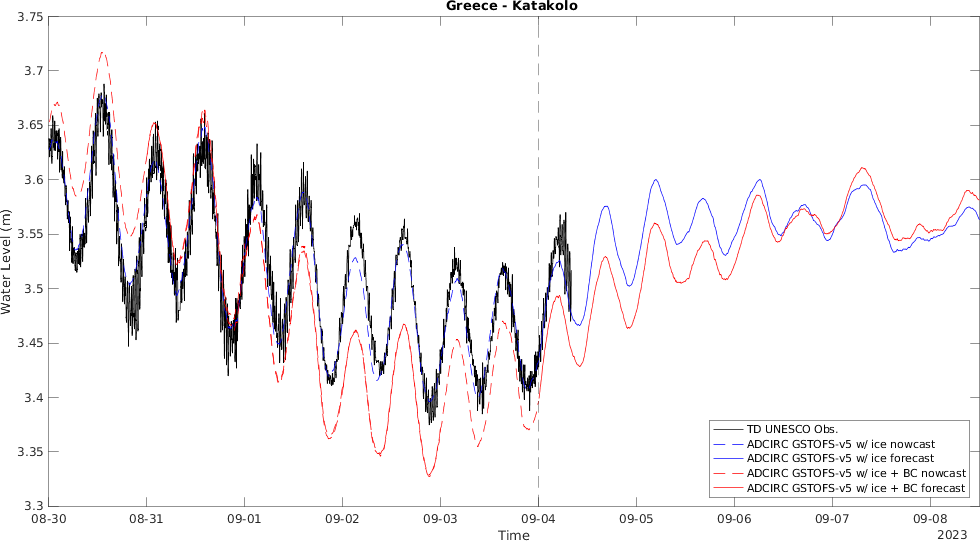 Greece - Katakolo
3.75
3.7
3.65
3.6
3.55
3.5
3.45
3.4
3.35
3.3
Water Level (m)
TD UNESCO Obs.
ADCIRC GSTOFS-v5 w/ ice nowcast
ADCIRC GSTOFS-v5 w/ ice forecast
ADCIRC GSTOFS-v5 w/ ice + BC nowcast
ADCIRC GSTOFS-v5 w/ ice + BC forecast
08-30 08-31 09-01 09-02 09-03 09-04 09-05 09-06 09-07 09-08
Time
2023